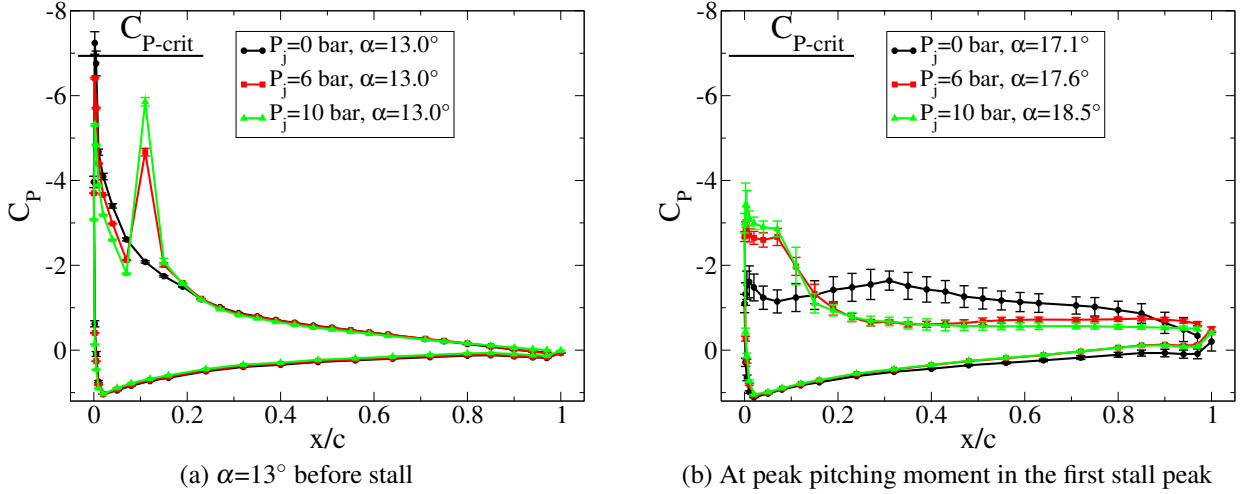 -8
-6
-4
-2
0
C_P
C_P-crit
P_j=0 bar, α=13.0°
P_j=6 bar, α=13.0°
P_j=10 bar, α=13.0°
0 0.2 0.4 0.6 0.8 1
x/c
(a) α=13° before stall
-8
-6
-4
-2
0
C_P
C_P-crit
P_j=0 bar, α=17.1°
P_j=6 bar, α=17.6°
P_j=10 bar, α=18.5°
0 0.2 0.4 0.6 0.8 1
x/c
(b) At peak pitching moment in the first stall peak